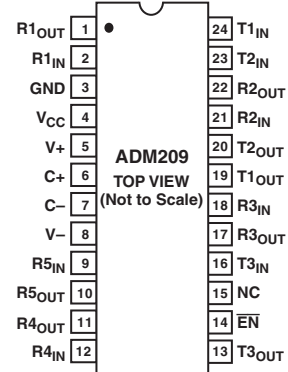 R1OUT 1
R1IN 2
GND 3
VCC 4
V+ 5
C+ 6
C– 7
V– 8
R5IN 9
R5OUT 10
R4OUT 11
R4IN 12
ADM209
TOP VIEW
(Not to Scale)
24 T1IN
23 T2IN
22 R2OUT
21 R2IN
20 T2OUT
19 T1OUT
18 R3IN
17 R3OUT
16 T3IN
15 NC
14 E̅N̅
13 T3OUT